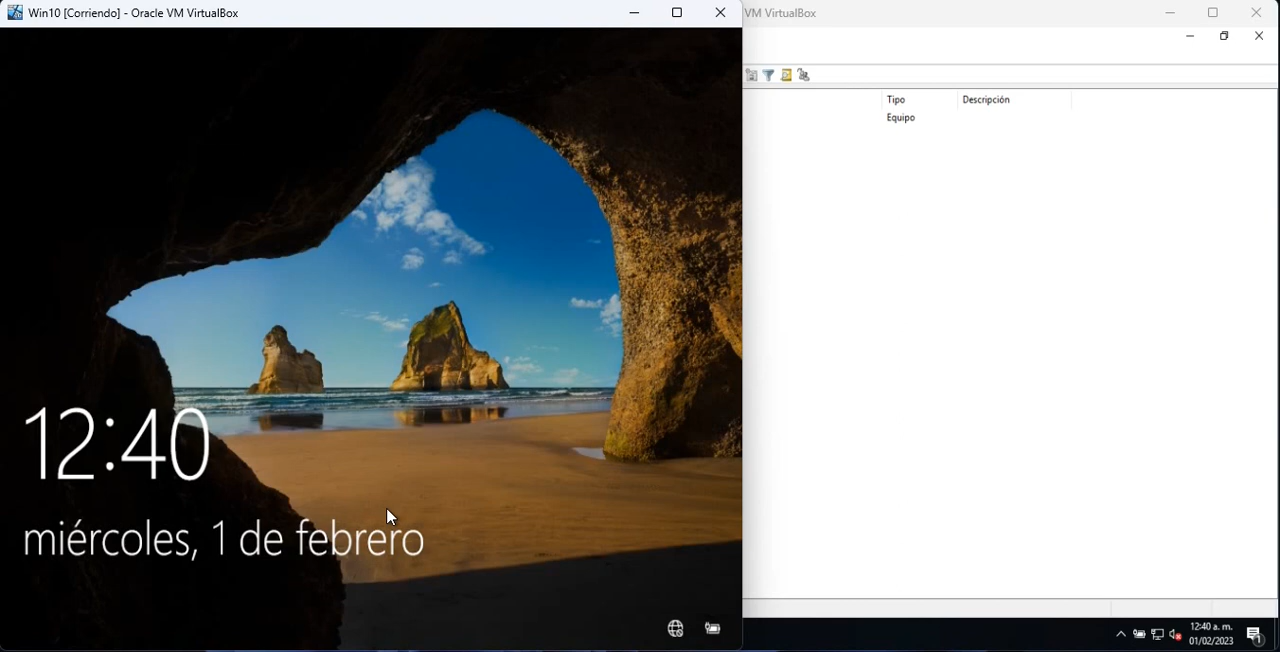 Win10 [Corriendo] - Oracle VM VirtualBox
VM VirtualBox
Tipo
Descripción
Equipo
12:40
miércoles, 1 de febrero
12:40 a. m.
01/02/2023
1